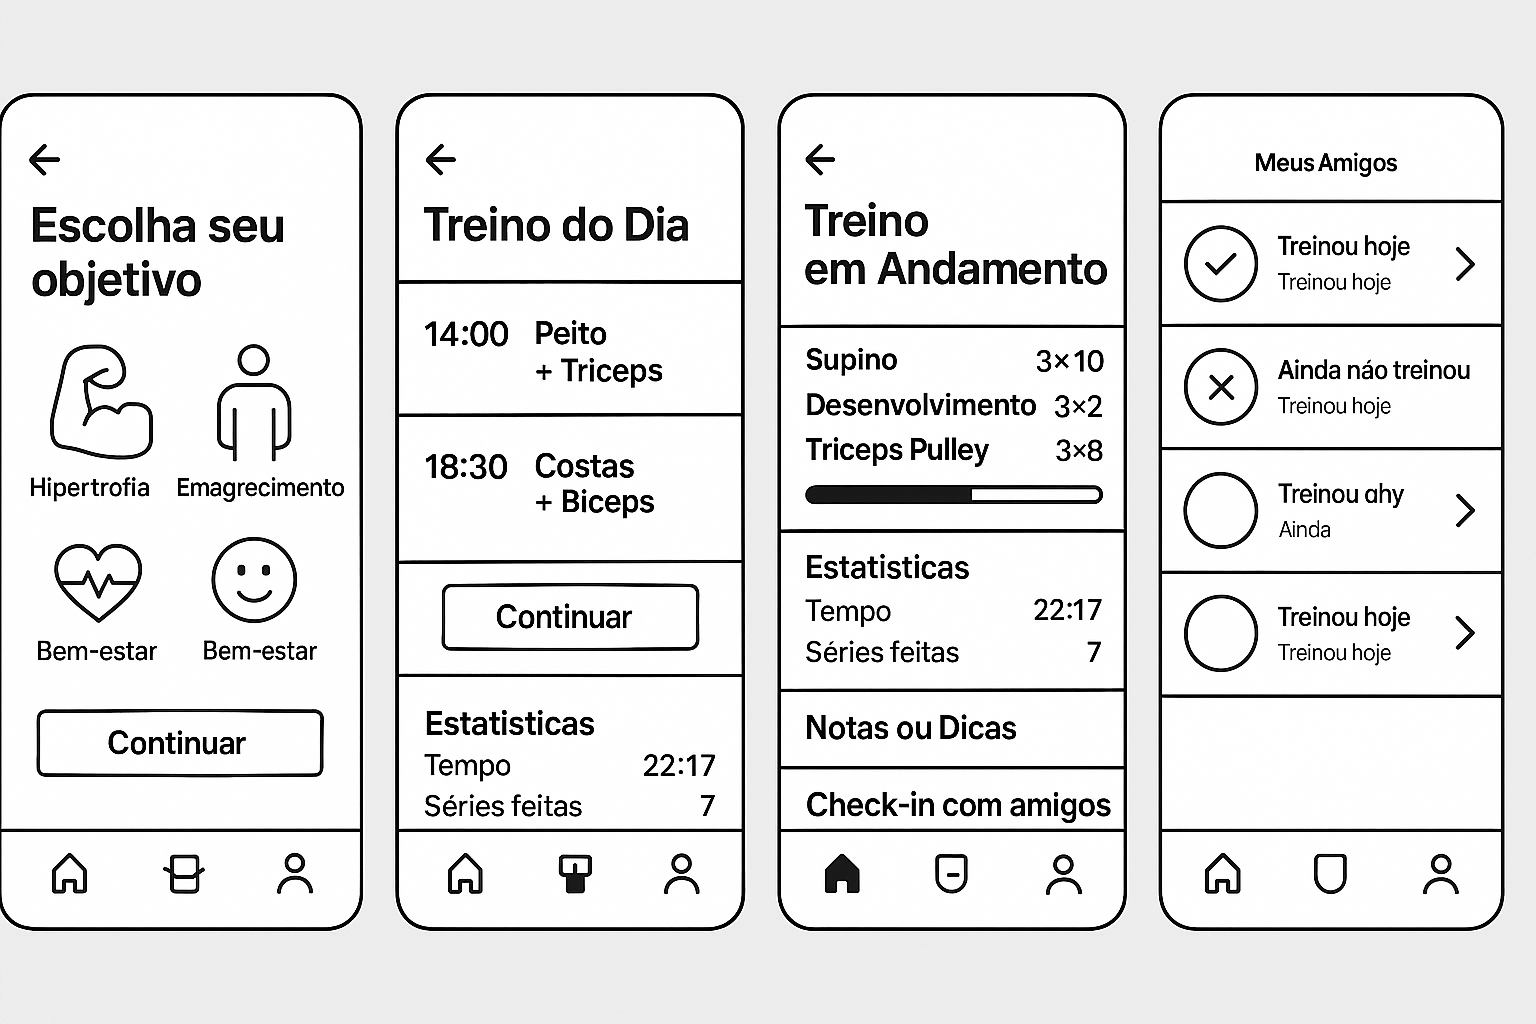 Escolha seu
objetivo
Hipertrofia
Emagrecimento
Bem-estar
Bem-estar
Continuar
Treino do Dia
14:00 Peito
+ Triceps
18:30 Costas
+ Biceps
Continuar
Estatisticas
Tempo 22:17
Séries feitas 7
Treino
em Andamento
Supino 3×10
Desenvolvimento 3×2
Triceps Pulley 3×8
Estatisticas
Tempo 22:17
Séries feitas 7
Notas ou Dicas
Check-in com amigos
Meus Amigos
Treinou hoje
Treinou hoje
Ainda náo treinou
Treinou hoje
Treinou ahy
Ainda
Treinou hoje
Treinou hoje